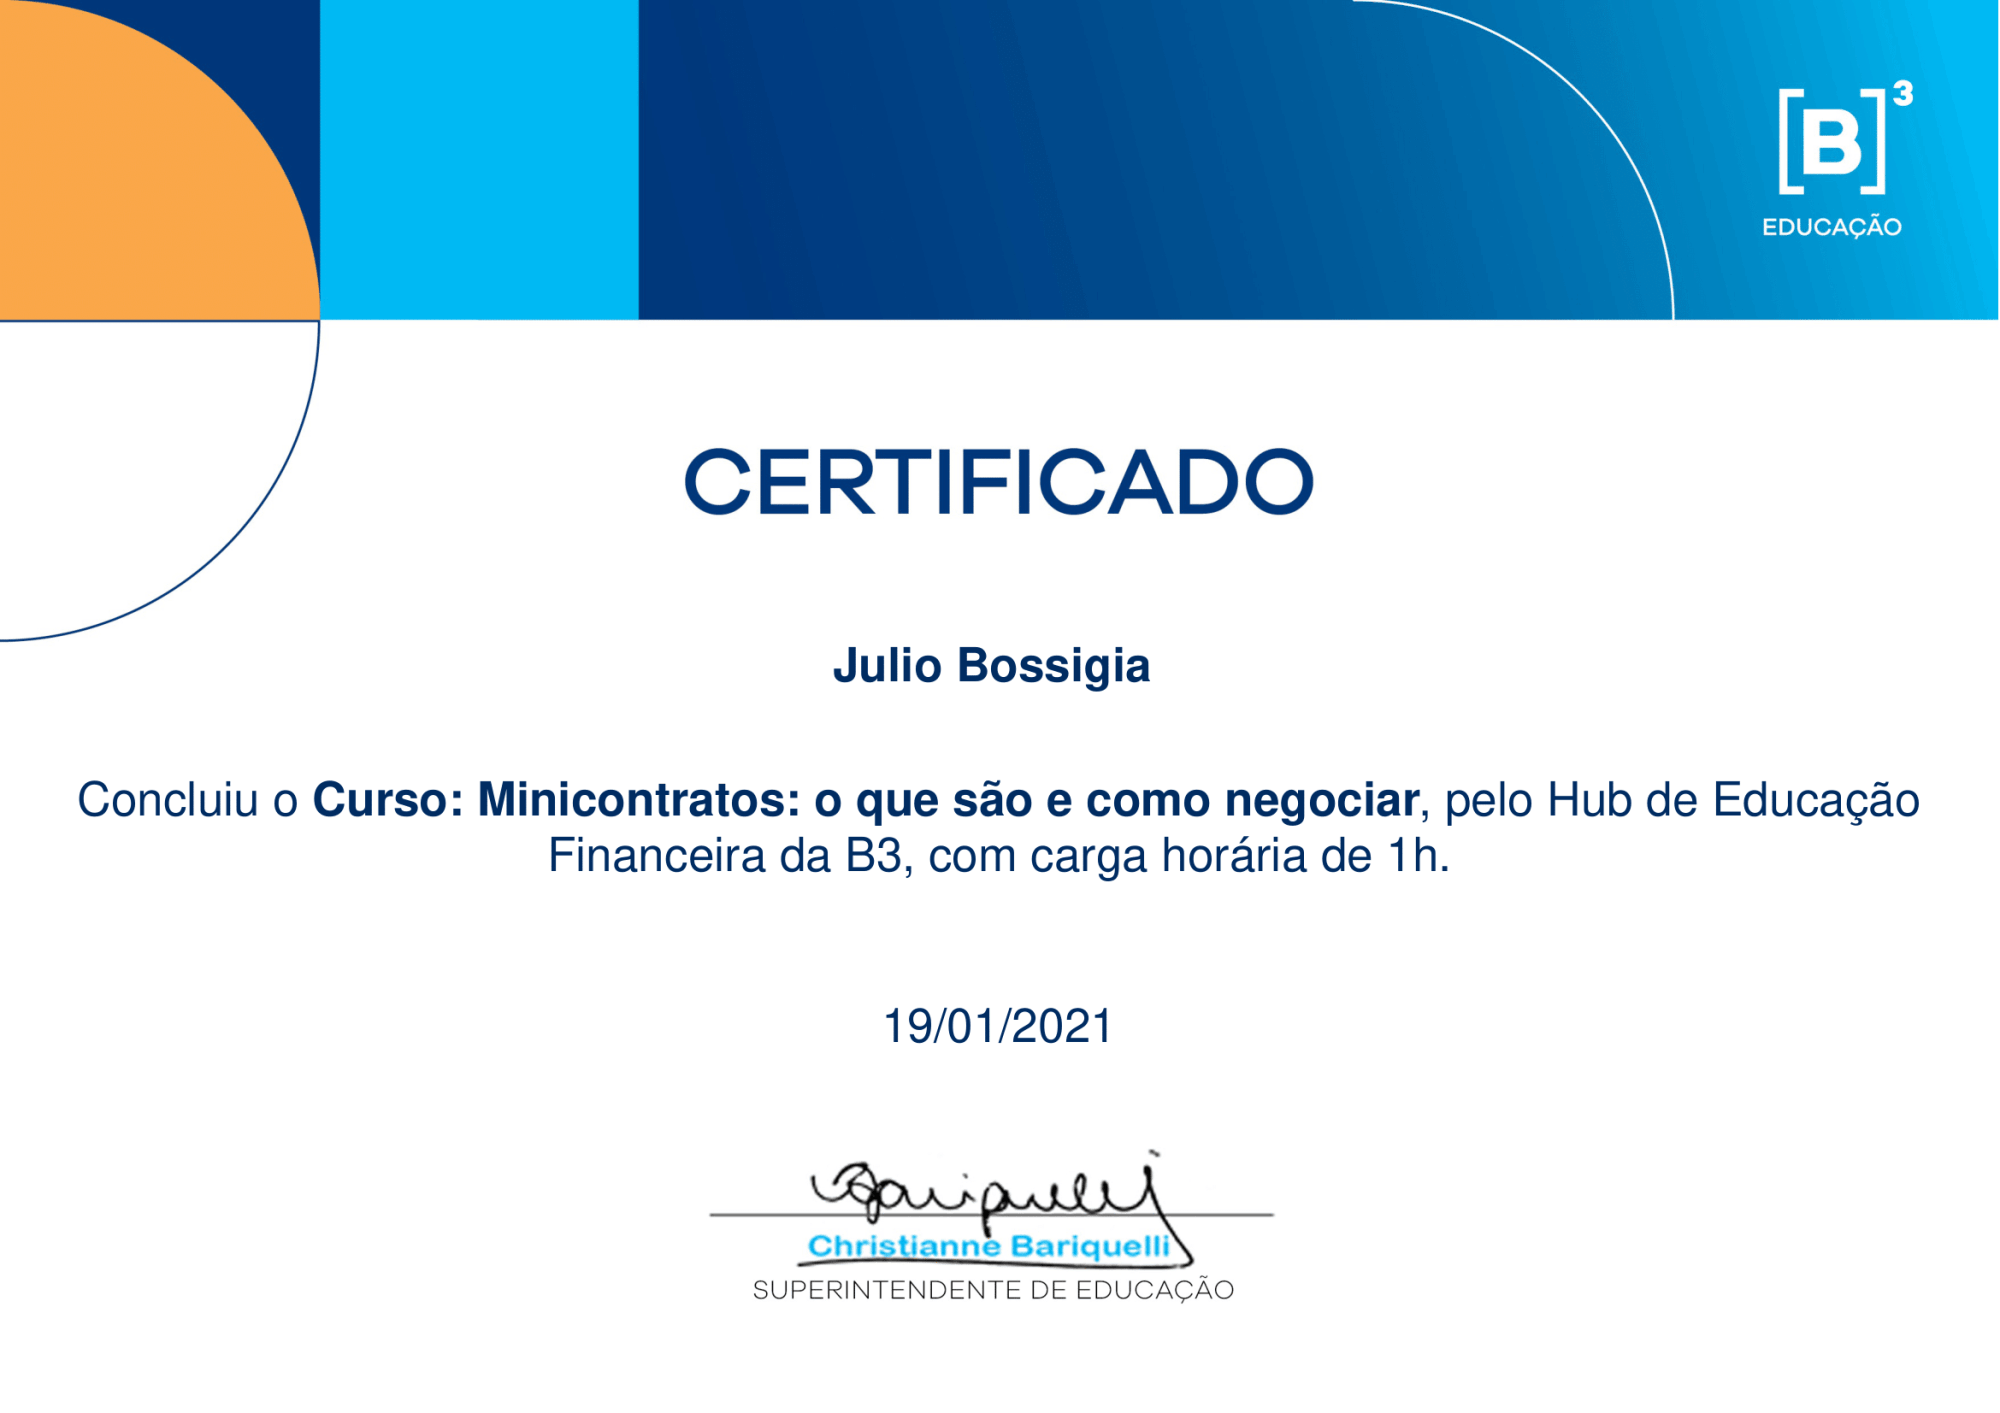 [B]³
EDUCAÇÃO
CERTIFICADO
Julio Bossigia
Concluiu o Curso: Minicontratos: o que são e como negociar, pelo Hub de Educação
Financeira da B3, com carga horária de 1h.
19/01/2021
Bariquelli
Christianne Bariquelli
SUPERINTENDENTE DE EDUCAÇÃO